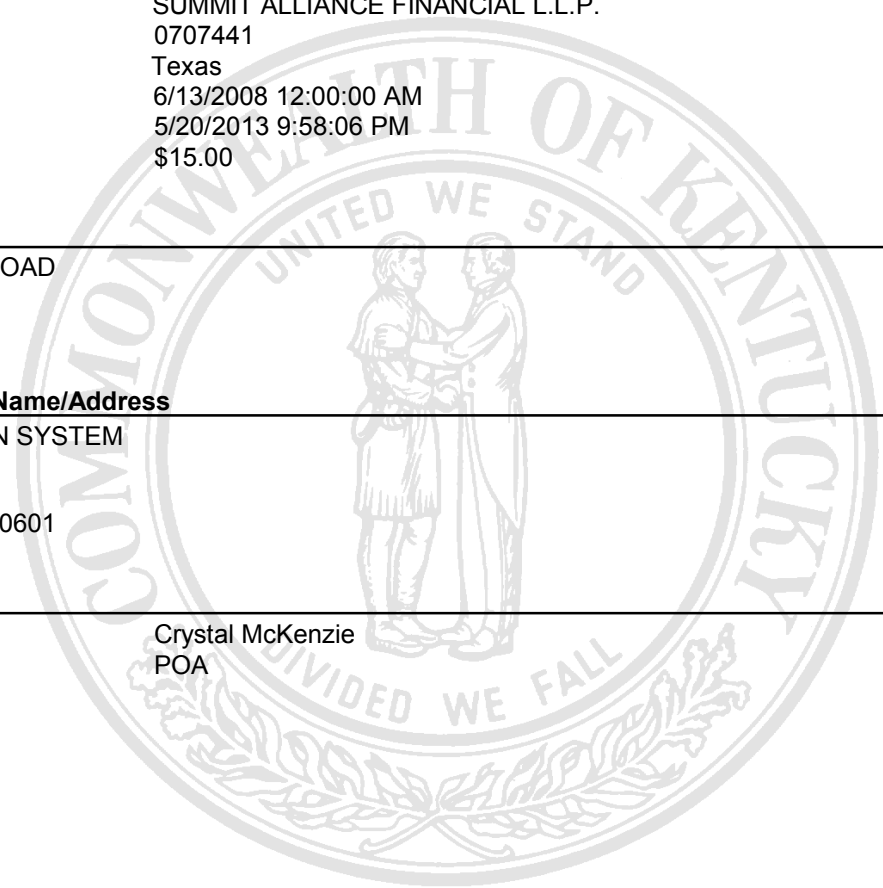 SUMMIT ALLIANCE FINANCIAL L.L.P.
0707441
Texas
6/13/2008 12:00:00 AM
5/20/2013 9:58:06 PM
$15.00
OAD
Name/Address
N SYSTEM
0601
Crystal McKenzie
POA
COMMONWEALTH OF KENTUCKY
UNITED WE STAND
DIVIDED WE FALL